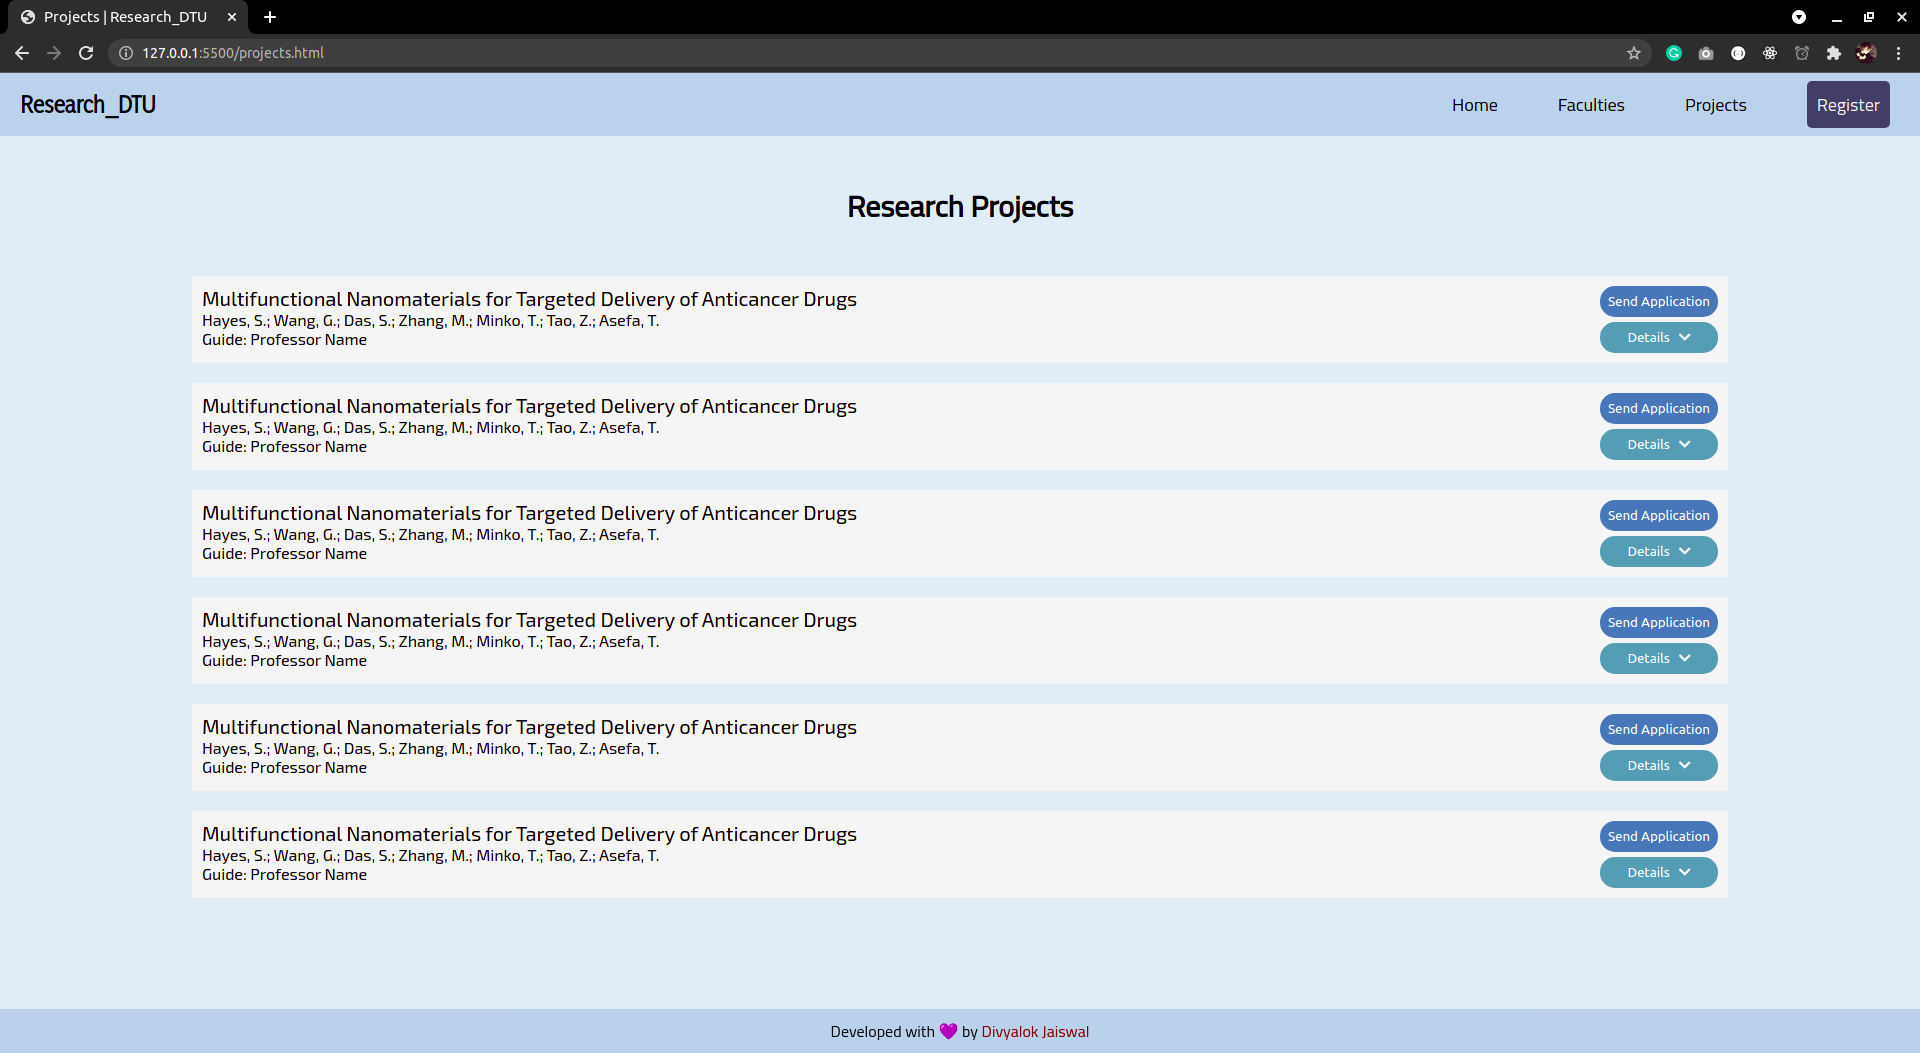 Projects | Research_DTU
127.0.0.1:5500/projects.html
Research_DTU
Home
Faculties
Projects
Register
Research Projects
Multifunctional Nanomaterials for Targeted Delivery of Anticancer Drugs
Hayes, S.; Wang, G.; Das, S.; Zhang, M.; Minko, T.; Tao, Z.; Asefa, T.
Guide: Professor Name
Send Application
Details
Multifunctional Nanomaterials for Targeted Delivery of Anticancer Drugs
Hayes, S.; Wang, G.; Das, S.; Zhang, M.; Minko, T.; Tao, Z.; Asefa, T.
Guide: Professor Name
Send Application
Details
Multifunctional Nanomaterials for Targeted Delivery of Anticancer Drugs
Hayes, S.; Wang, G.; Das, S.; Zhang, M.; Minko, T.; Tao, Z.; Asefa, T.
Guide: Professor Name
Send Application
Details
Multifunctional Nanomaterials for Targeted Delivery of Anticancer Drugs
Hayes, S.; Wang, G.; Das, S.; Zhang, M.; Minko, T.; Tao, Z.; Asefa, T.
Guide: Professor Name
Send Application
Details
Multifunctional Nanomaterials for Targeted Delivery of Anticancer Drugs
Hayes, S.; Wang, G.; Das, S.; Zhang, M.; Minko, T.; Tao, Z.; Asefa, T.
Guide: Professor Name
Send Application
Details
Multifunctional Nanomaterials for Targeted Delivery of Anticancer Drugs
Hayes, S.; Wang, G.; Das, S.; Zhang, M.; Minko, T.; Tao, Z.; Asefa, T.
Guide: Professor Name
Send Application
Details
Developed with 💜 by Divyalok Jaiswal